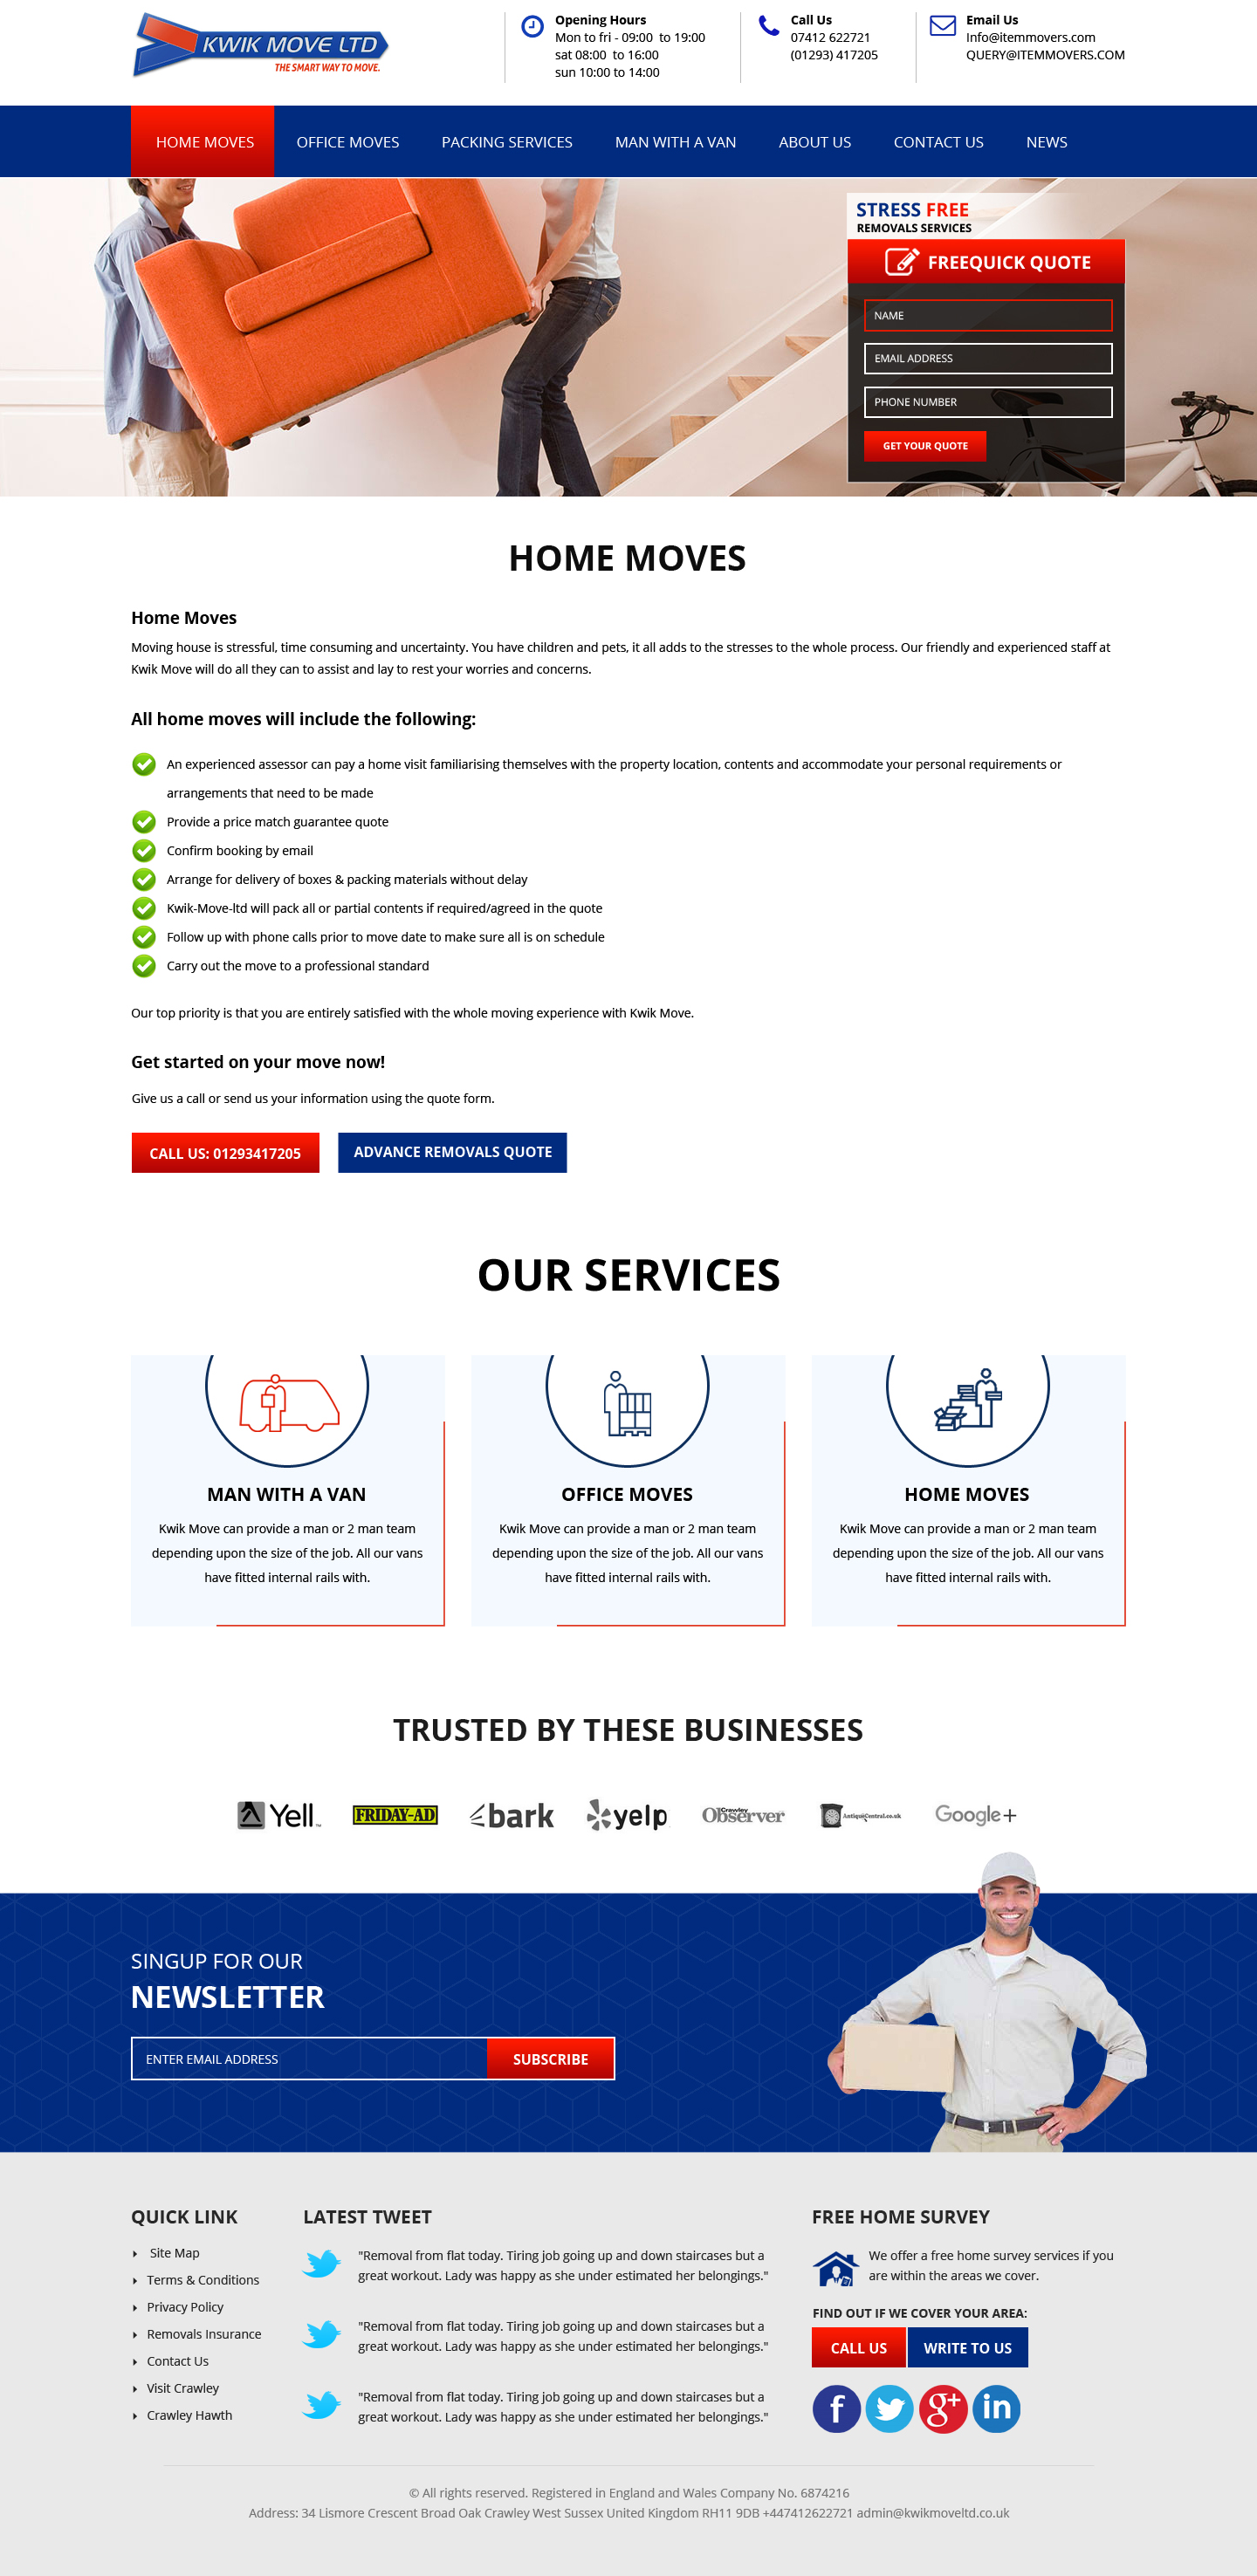 KWIK MOVE LTD
THE SMART WAY TO MOVE.
Opening Hours
Mon to fri - 09:00 to 19:00
sat 08:00 to 16:00
sun 10:00 to 14:00
Call Us
07412 622721
(01293) 417205
Email Us
Info@itemmovers.com
QUERY@ITEMMOVERS.COM
HOME MOVES
OFFICE MOVES
PACKING SERVICES
MAN WITH A VAN
ABOUT US
CONTACT US
NEWS
STRESS FREE
REMOVALS SERVICES
FREEQUICK QUOTE
NAME
EMAIL ADDRESS
PHONE NUMBER
GET YOUR QUOTE
HOME MOVES
Home Moves
Moving house is stressful, time consuming and uncertainty. You have children and pets, it all adds to the stresses to the whole process. Our friendly and experienced staff at
Kwik Move will do all they can to assist and lay to rest your worries and concerns.
All home moves will include the following:
An experienced assessor can pay a home visit familiarising themselves with the property location, contents and accommodate your personal requirements or
arrangements that need to be made
Provide a price match guarantee quote
Confirm booking by email
Arrange for delivery of boxes & packing materials without delay
Kwik-Move-ltd will pack all or partial contents if required/agreed in the quote
Follow up with phone calls prior to move date to make sure all is on schedule
Carry out the move to a professional standard
Our top priority is that you are entirely satisfied with the whole moving experience with Kwik Move.
Get started on your move now!
Give us a call or send us your information using the quote form.
CALL US: 01293417205
ADVANCE REMOVALS QUOTE
OUR SERVICES
MAN WITH A VAN
Kwik Move can provide a man or 2 man team
depending upon the size of the job. All our vans
have fitted internal rails with.
OFFICE MOVES
Kwik Move can provide a man or 2 man team
depending upon the size of the job. All our vans
have fitted internal rails with.
HOME MOVES
Kwik Move can provide a man or 2 man team
depending upon the size of the job. All our vans
have fitted internal rails with.
TRUSTED BY THESE BUSINESSES
Yell™
FRIDAY-AD
bark
yelp
Crawley
Observer
AntiqueCentral.co.uk
Google+
SINGUP FOR OUR
NEWSLETTER
ENTER EMAIL ADDRESS
SUBSCRIBE
QUICK LINK
Site Map
Terms & Conditions
Privacy Policy
Removals Insurance
Contact Us
Visit Crawley
Crawley Hawth
LATEST TWEET
"Removal from flat today. Tiring job going up and down staircases but a
great workout. Lady was happy as she under estimated her belongings."
"Removal from flat today. Tiring job going up and down staircases but a
great workout. Lady was happy as she under estimated her belongings."
"Removal from flat today. Tiring job going up and down staircases but a
great workout. Lady was happy as she under estimated her belongings."
FREE HOME SURVEY
We offer a free home survey services if you
are within the areas we cover.
FIND OUT IF WE COVER YOUR AREA:
CALL US
WRITE TO US
f
g+
in
© All rights reserved. Registered in England and Wales Company No. 6874216
Address: 34 Lismore Crescent Broad Oak Crawley West Sussex United Kingdom RH11 9DB +447412622721 admin@kwikmoveltd.co.uk